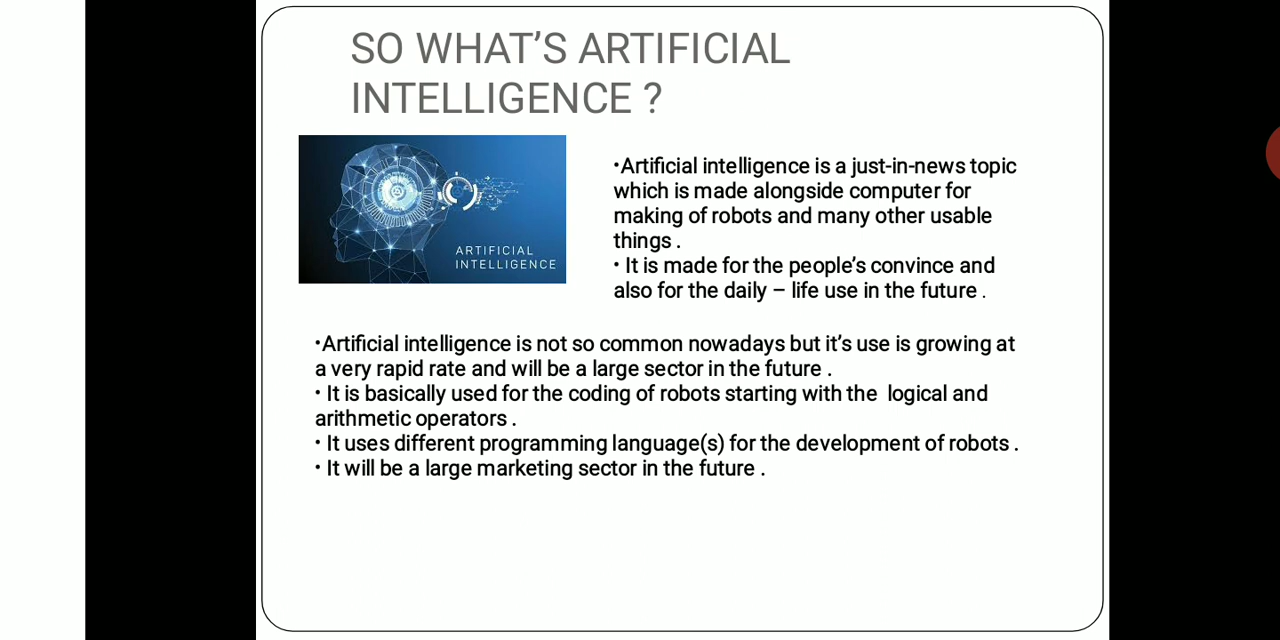 SO WHAT’S ARTIFICIAL
INTELLIGENCE ?
ARTIFICIAL
INTELLIGENCE
•Artificial intelligence is a just-in-news topic
which is made alongside computer for
making of robots and many other usable
things .
• It is made for the people’s convince and
also for the daily – life use in the future .
•Artificial intelligence is not so common nowadays but it’s use is growing at
a very rapid rate and will be a large sector in the future .
• It is basically used for the coding of robots starting with the  logical and
arithmetic operators .
• It uses different programming language(s) for the development of robots .
• It will be a large marketing sector in the future .